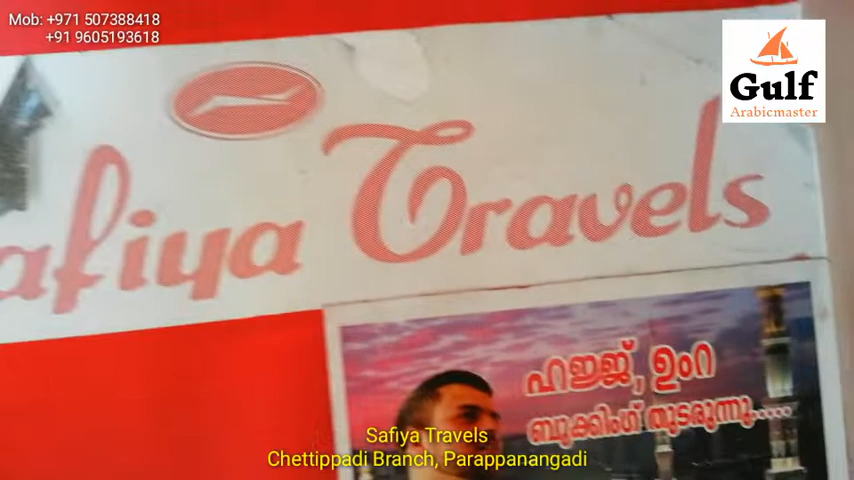 Mob: +971 507388418
+91 9605193618
Gulf
Arabicmaster
afiya Travels
ഹജ്ജ്, ഉംറ
ബുക്കിംഗ് തുടരുന്നു.....
Safiya Travels
Chettippadi Branch, Parappanangadi